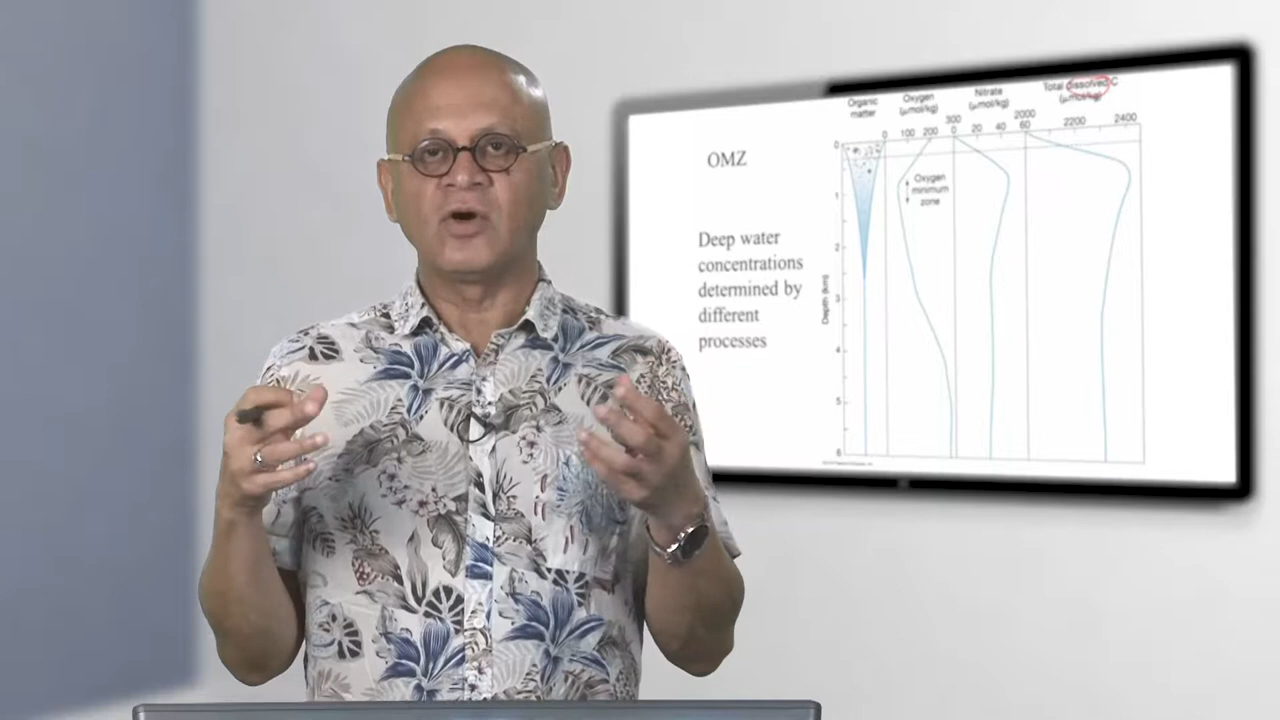 OMZ
Deep water
concentrations
determined by
different
processes
Organic
matter
Oxygen
(μmol/kg)
Nitrate
(μmol/kg)
Total dissolved C
(μmol/kg)
0 100 200 300
0 20 40 60
2000 2200 2400
Oxygen
minimum
zone
Depth (km)
0
1
2
3
4
5
6